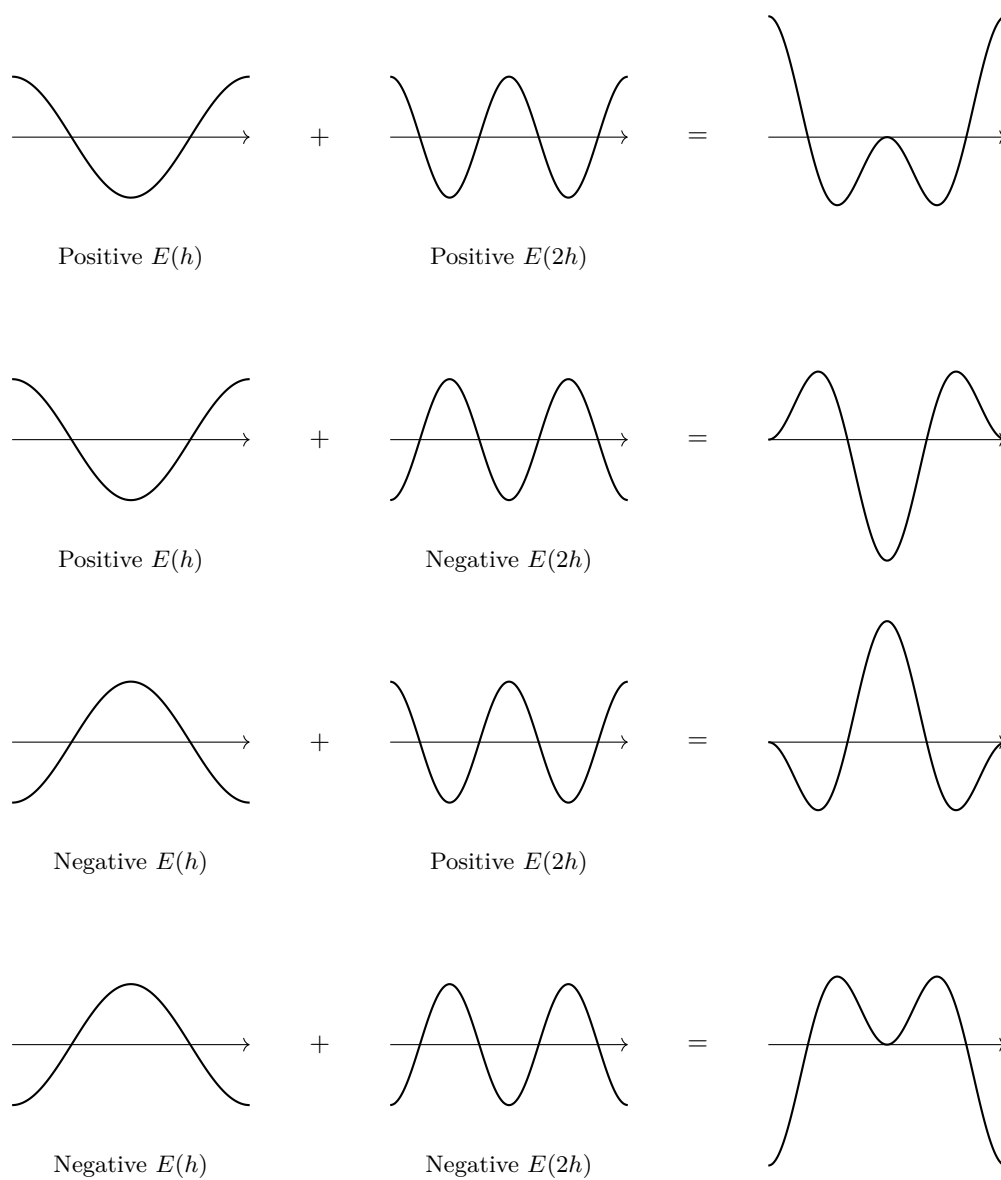 + =
Positive E(h) Positive E(2h)
+ =
Positive E(h) Negative E(2h)
+ =
Negative E(h) Positive E(2h)
+ =
Negative E(h) Negative E(2h)